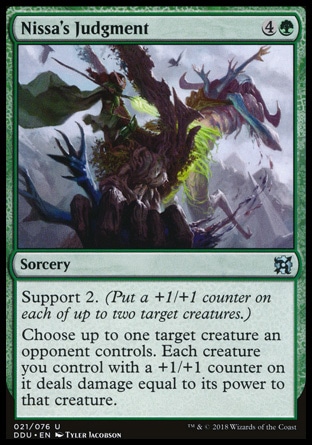 Nissa's Judgment 4
Sorcery
Support 2. (Put a +1/+1 counter on
each of up to two target creatures.)
Choose up to one target creature an
opponent controls. Each creature
you control with a +1/+1 counter on
it deals damage equal to its power to
that creature.
021/076 U
DDU • EN Tyler Jacobson
™ & © 2018 Wizards of the Coast